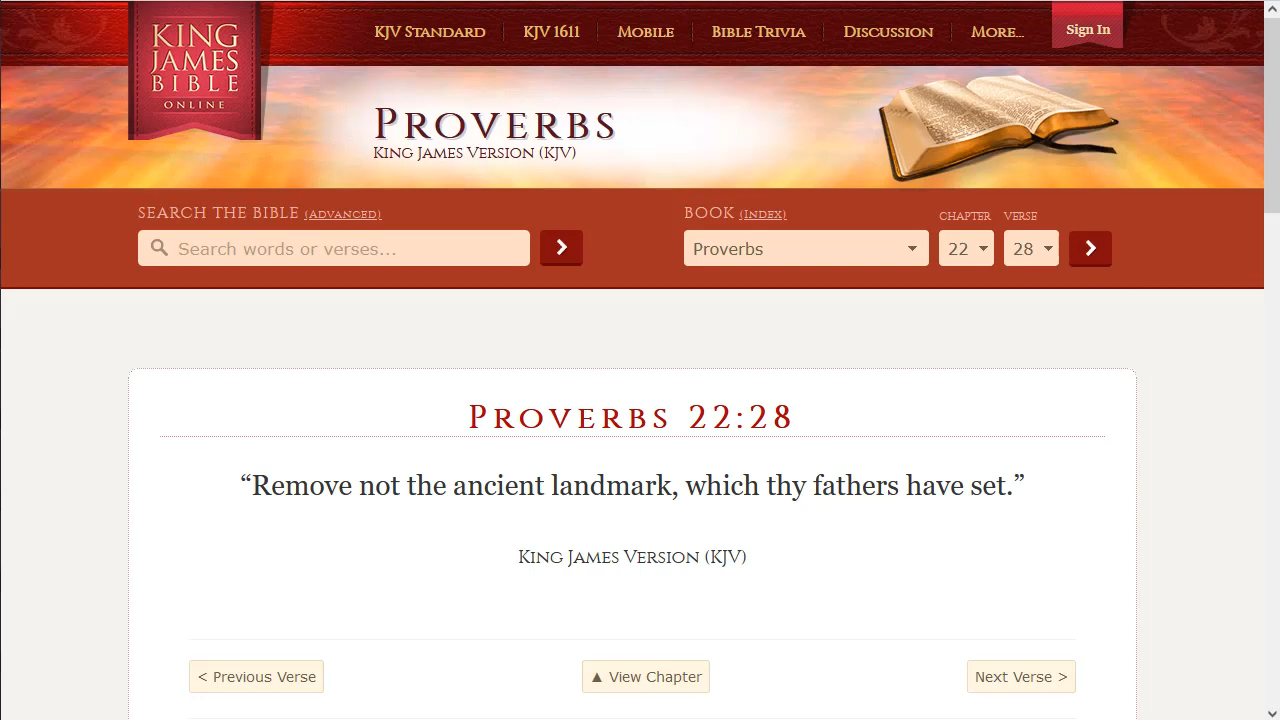 KING
JAMES
BIBLE
ONLINE
KJV Standard
KJV 1611
Mobile
Bible Trivia
Discussion
More...
Sign In
Proverbs
King James Version (KJV)
Search the Bible (Advanced)
Search words or verses...
Book (Index)
Proverbs
Chapter
22
Verse
28
Proverbs 22:28
“Remove not the ancient landmark, which thy fathers have set.”
King James Version (KJV)
< Previous Verse
▲ View Chapter
Next Verse >